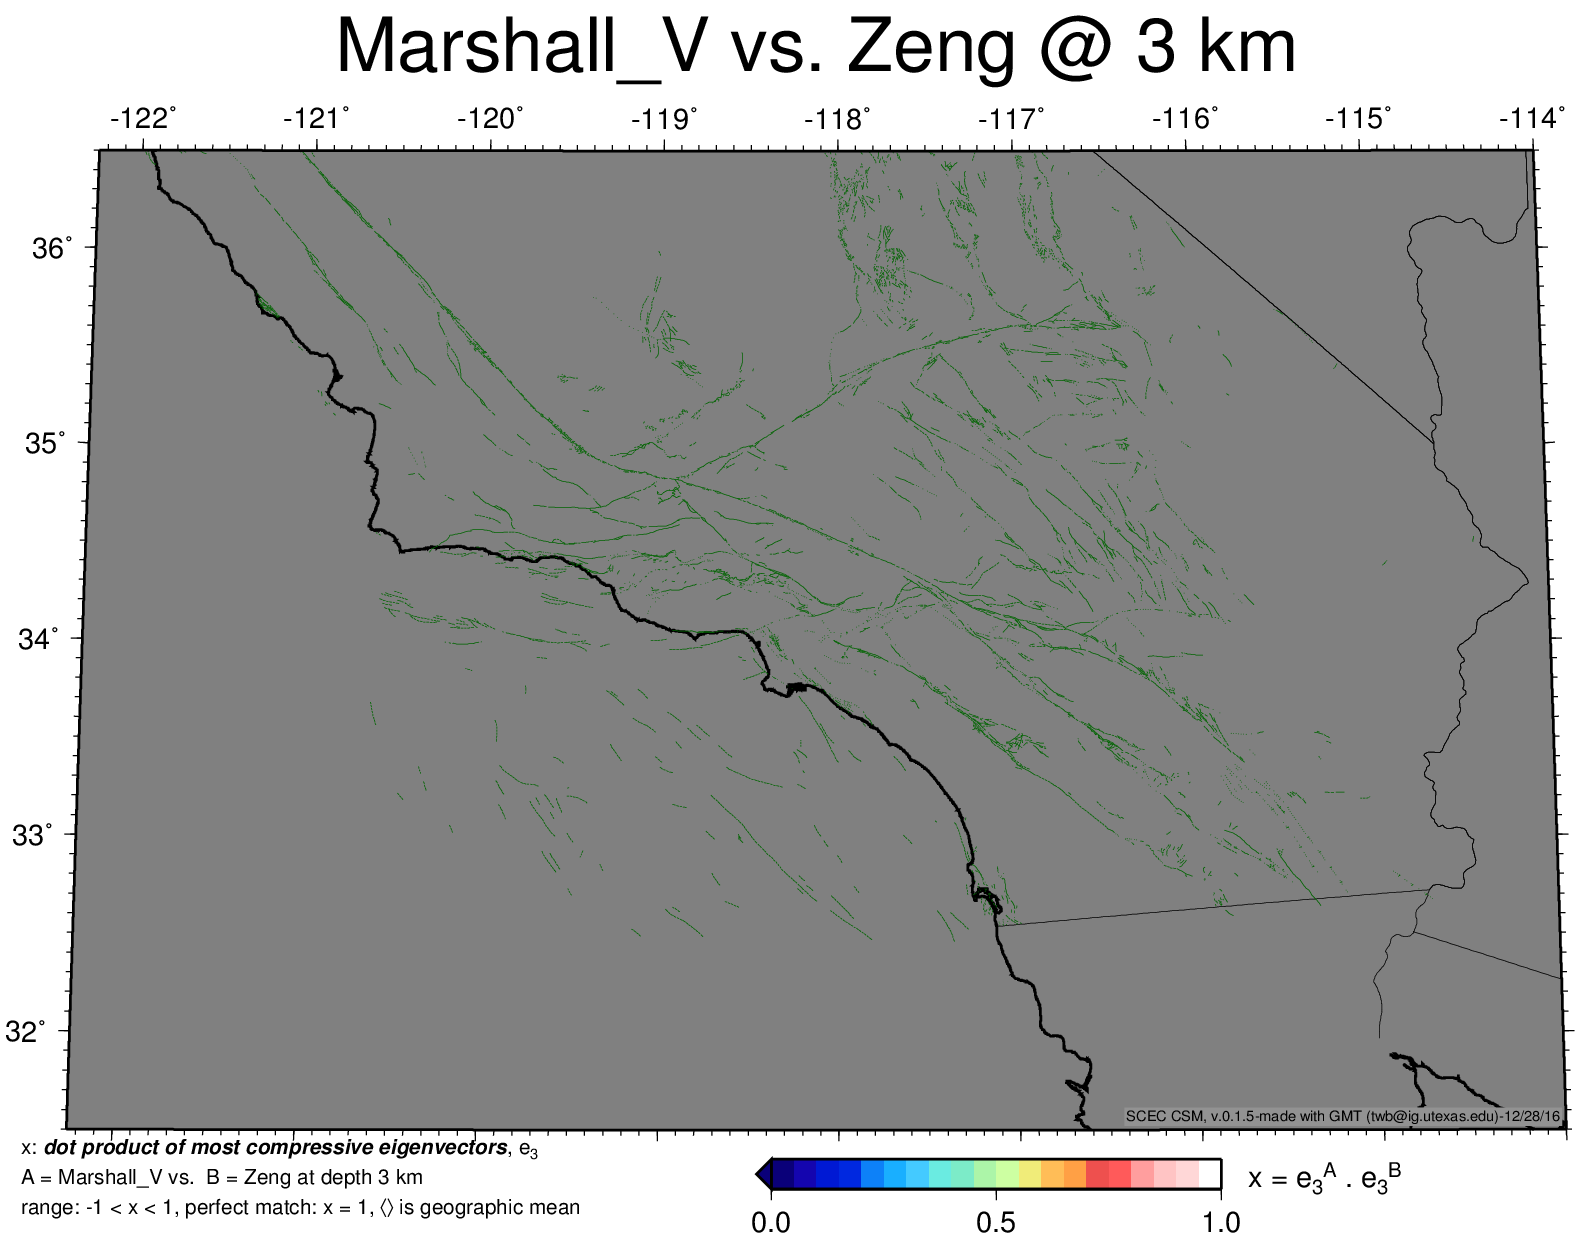 Marshall_V vs. Zeng @ 3 km
-122˚ -121˚ -120˚ -119˚ -118˚ -117˚ -116˚ -115˚ -114˚
36˚
35˚
34˚
33˚
32˚
SCEC CSM, v.0.1.5-made with GMT (twb@ig.utexas.edu)-12/28/16
x: dot product of most compressive eigenvectors, e3
A = Marshall_V vs. B = Zeng at depth 3 km
range: -1 < x < 1, perfect match: x = 1, ⟨⟩ is geographic mean
x = e3A . e3B
0.0 0.5 1.0